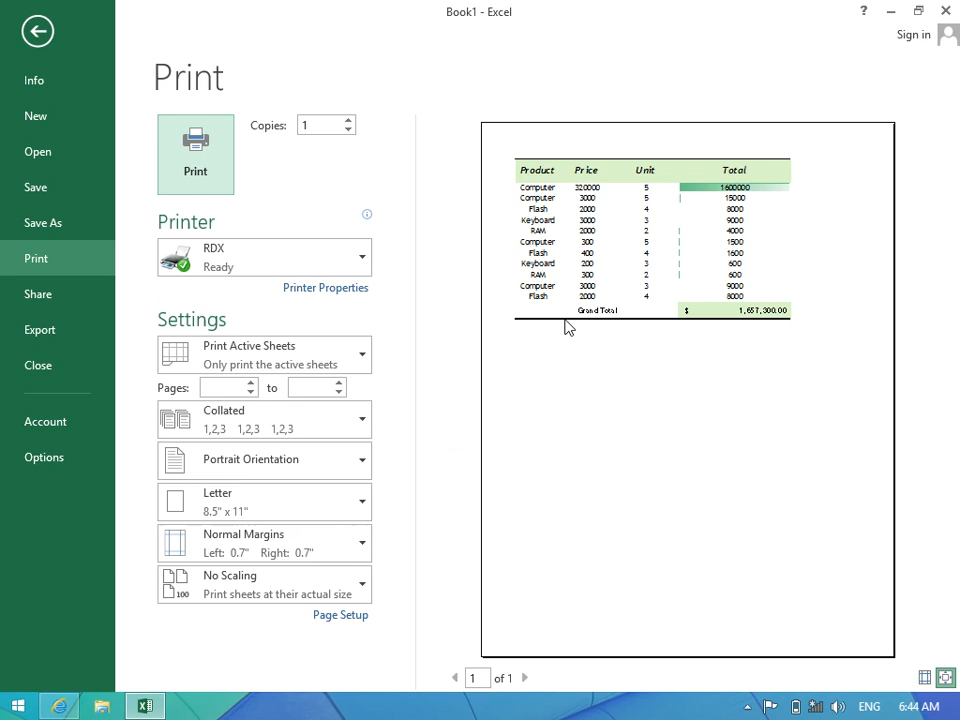 Book1 - Excel
?
Sign in
Info
New
Open
Save
Save As
Print
Share
Export
Close
Account
Options
Print
Print
Copies: 1
Printer
RDX
Ready
Printer Properties
Settings
Print Active Sheets
Only print the active sheets
Pages: to
Collated
1,2,3 1,2,3 1,2,3
Portrait Orientation
Letter
8.5" x 11"
Normal Margins
Left: 0.7" Right: 0.7"
No Scaling
100 Print sheets at their actual size
Page Setup
Product Price Unit Total
Computer 320000 5 1600000
Computer 3000 5 15000
Flash 2000 4 8000
Keyboard 3000 3 9000
RAM 2000 2 4000
Computer 300 5 1500
Flash 400 4 1600
Keyboard 200 3 600
RAM 300 2 600
Computer 3000 3 9000
Flash 2000 4 8000
Grand Total $ 1,657,300.00
1 of 1
ENG 6:44 AM